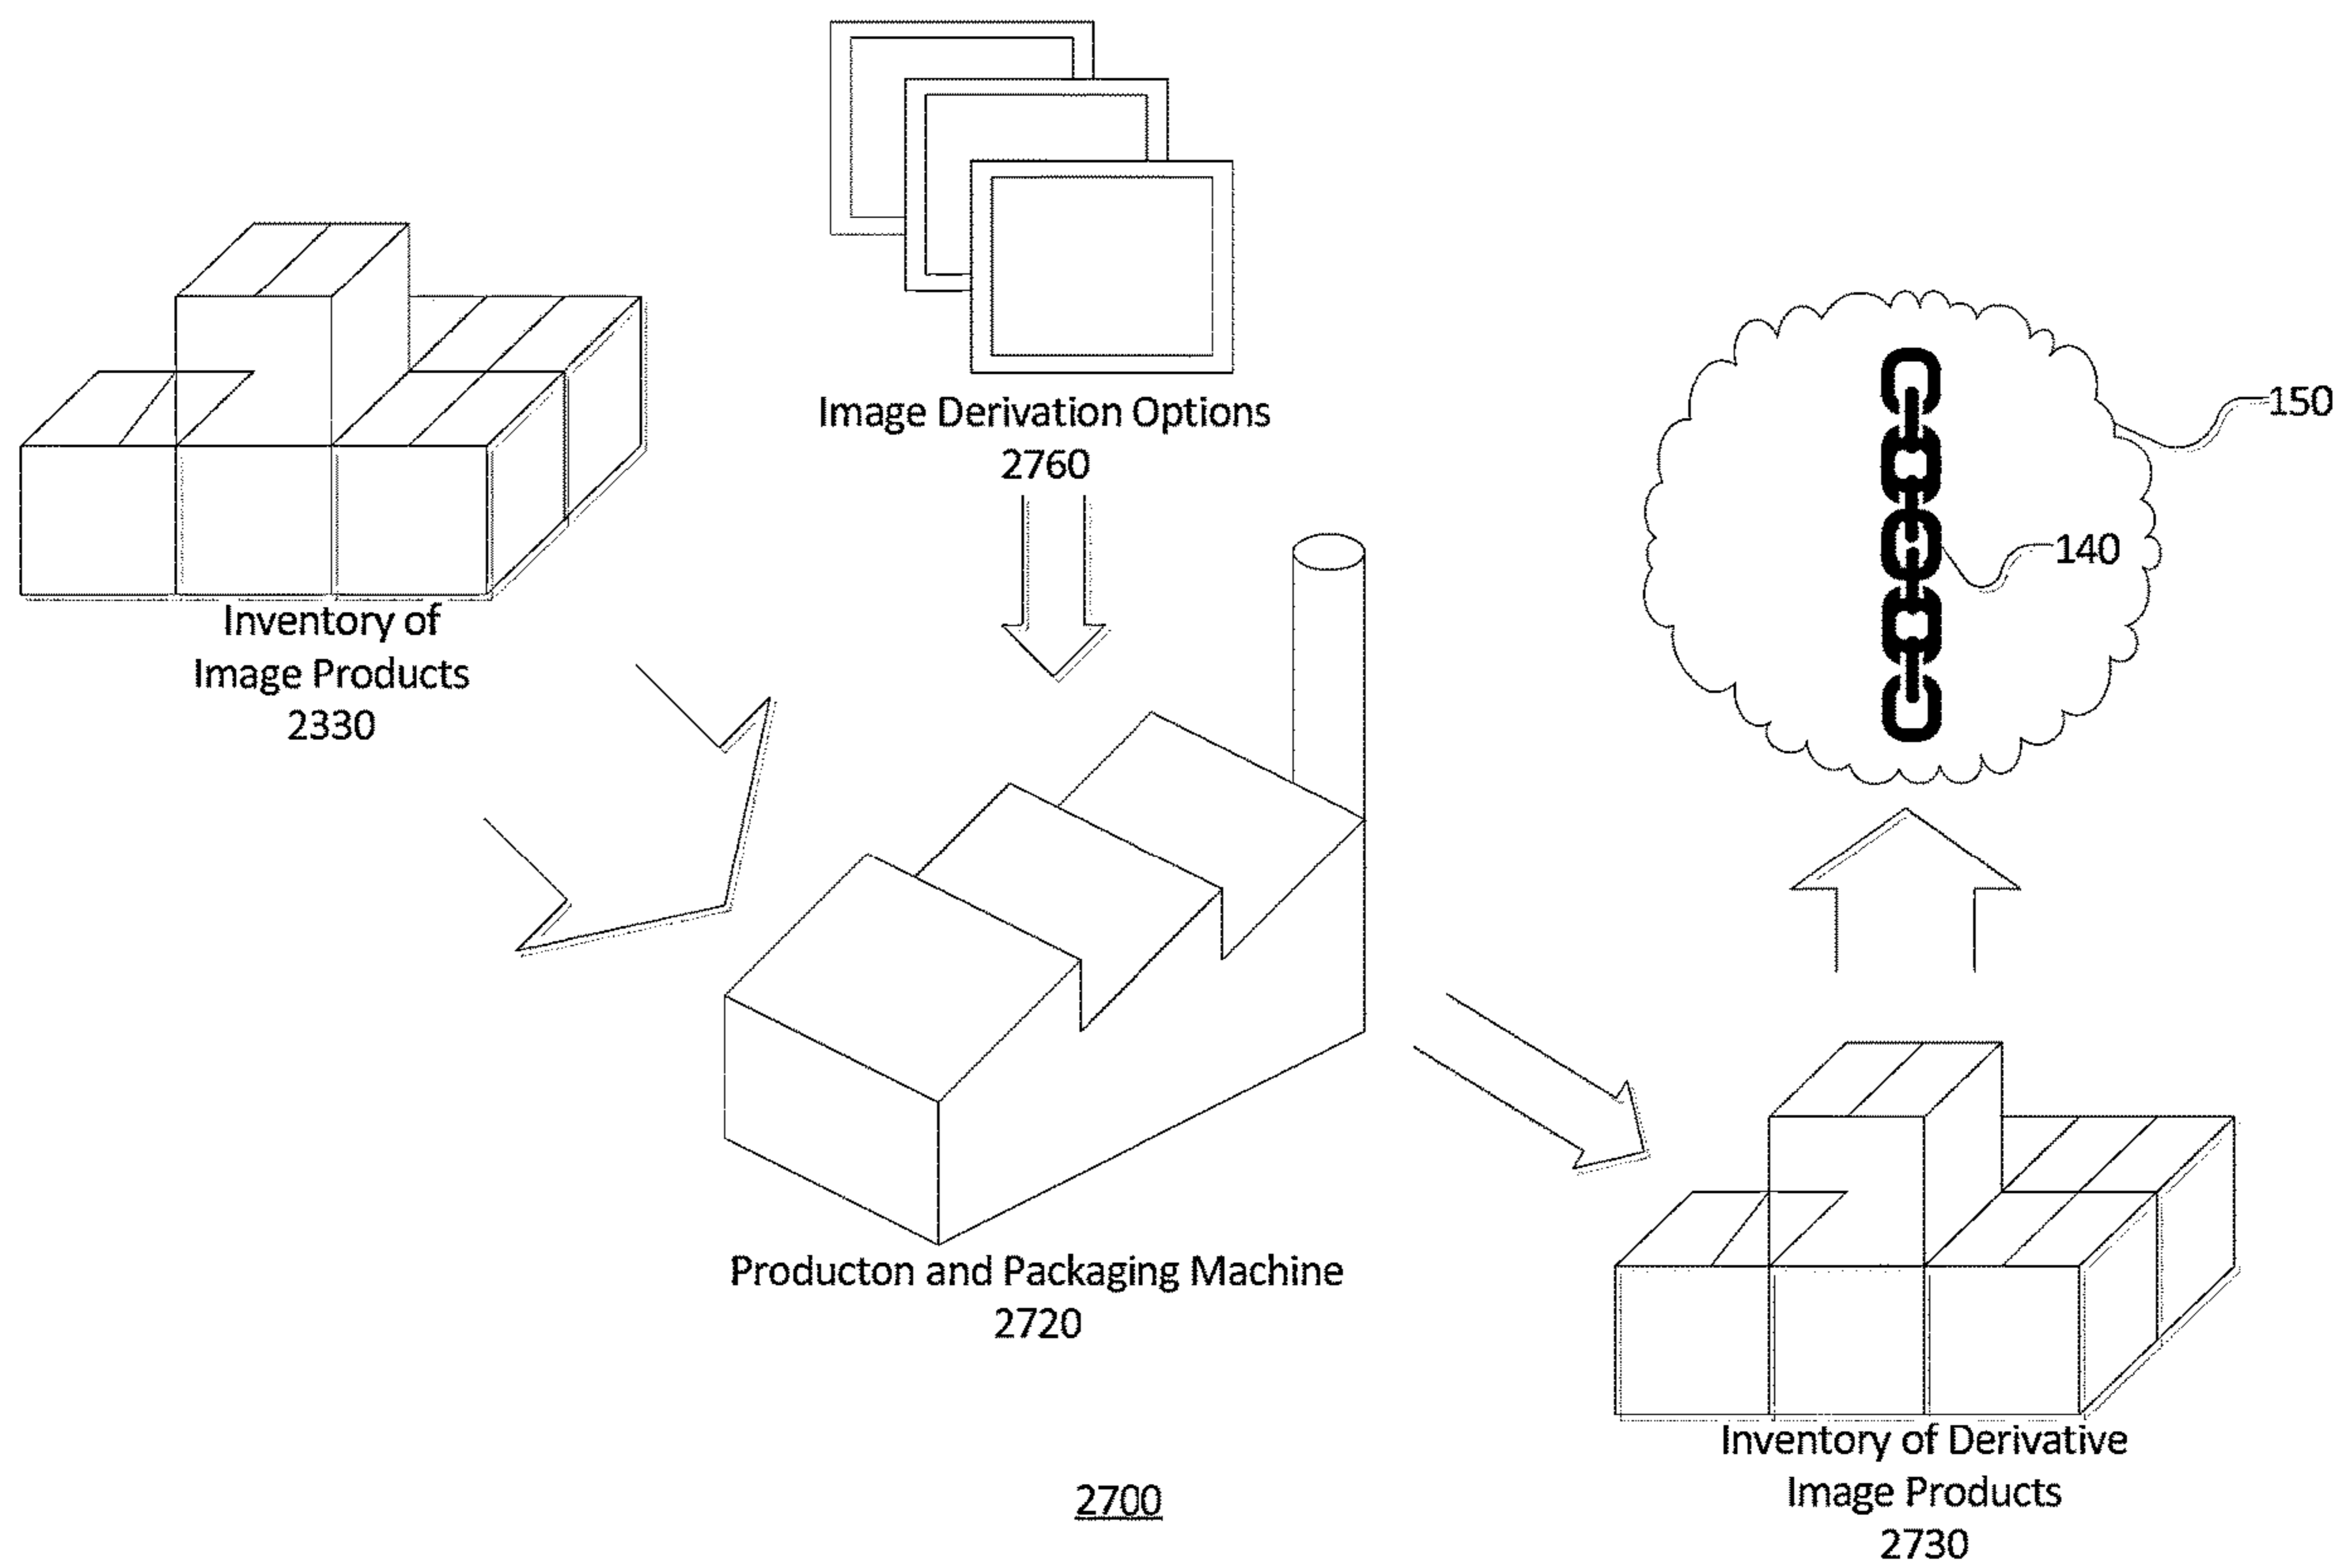 Image Derivation Options
2760
150
140
Inventory of
Image Products
2330
Producton and Packaging Machine
2720
Inventory of Derivative
Image Products
2730
2700